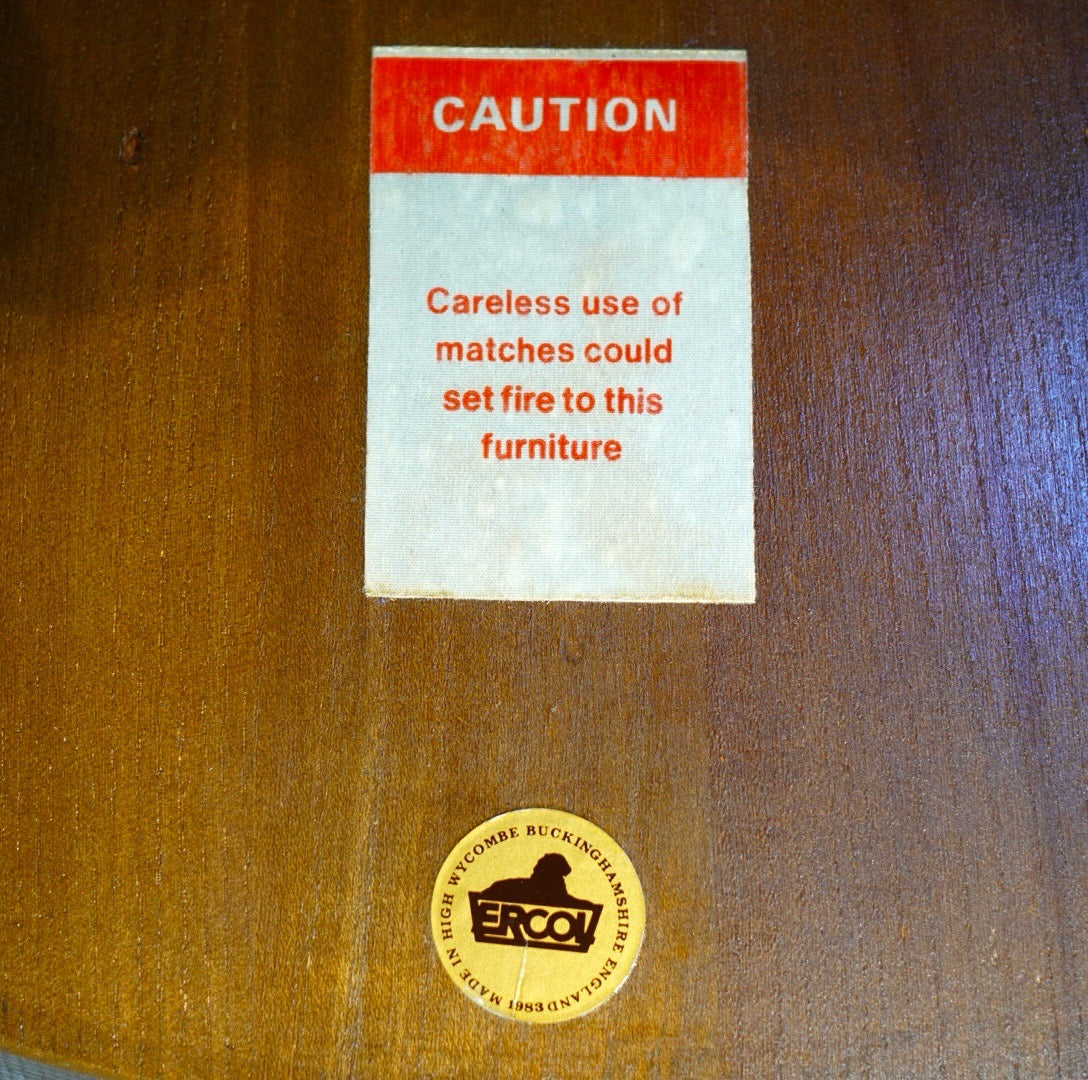 CAUTION
Careless use of
matches could
set fire to this
furniture
MADE IN HIGH WYCOMBE BUCKINGHAMSHIRE ENGLAND
ERCOL
1983